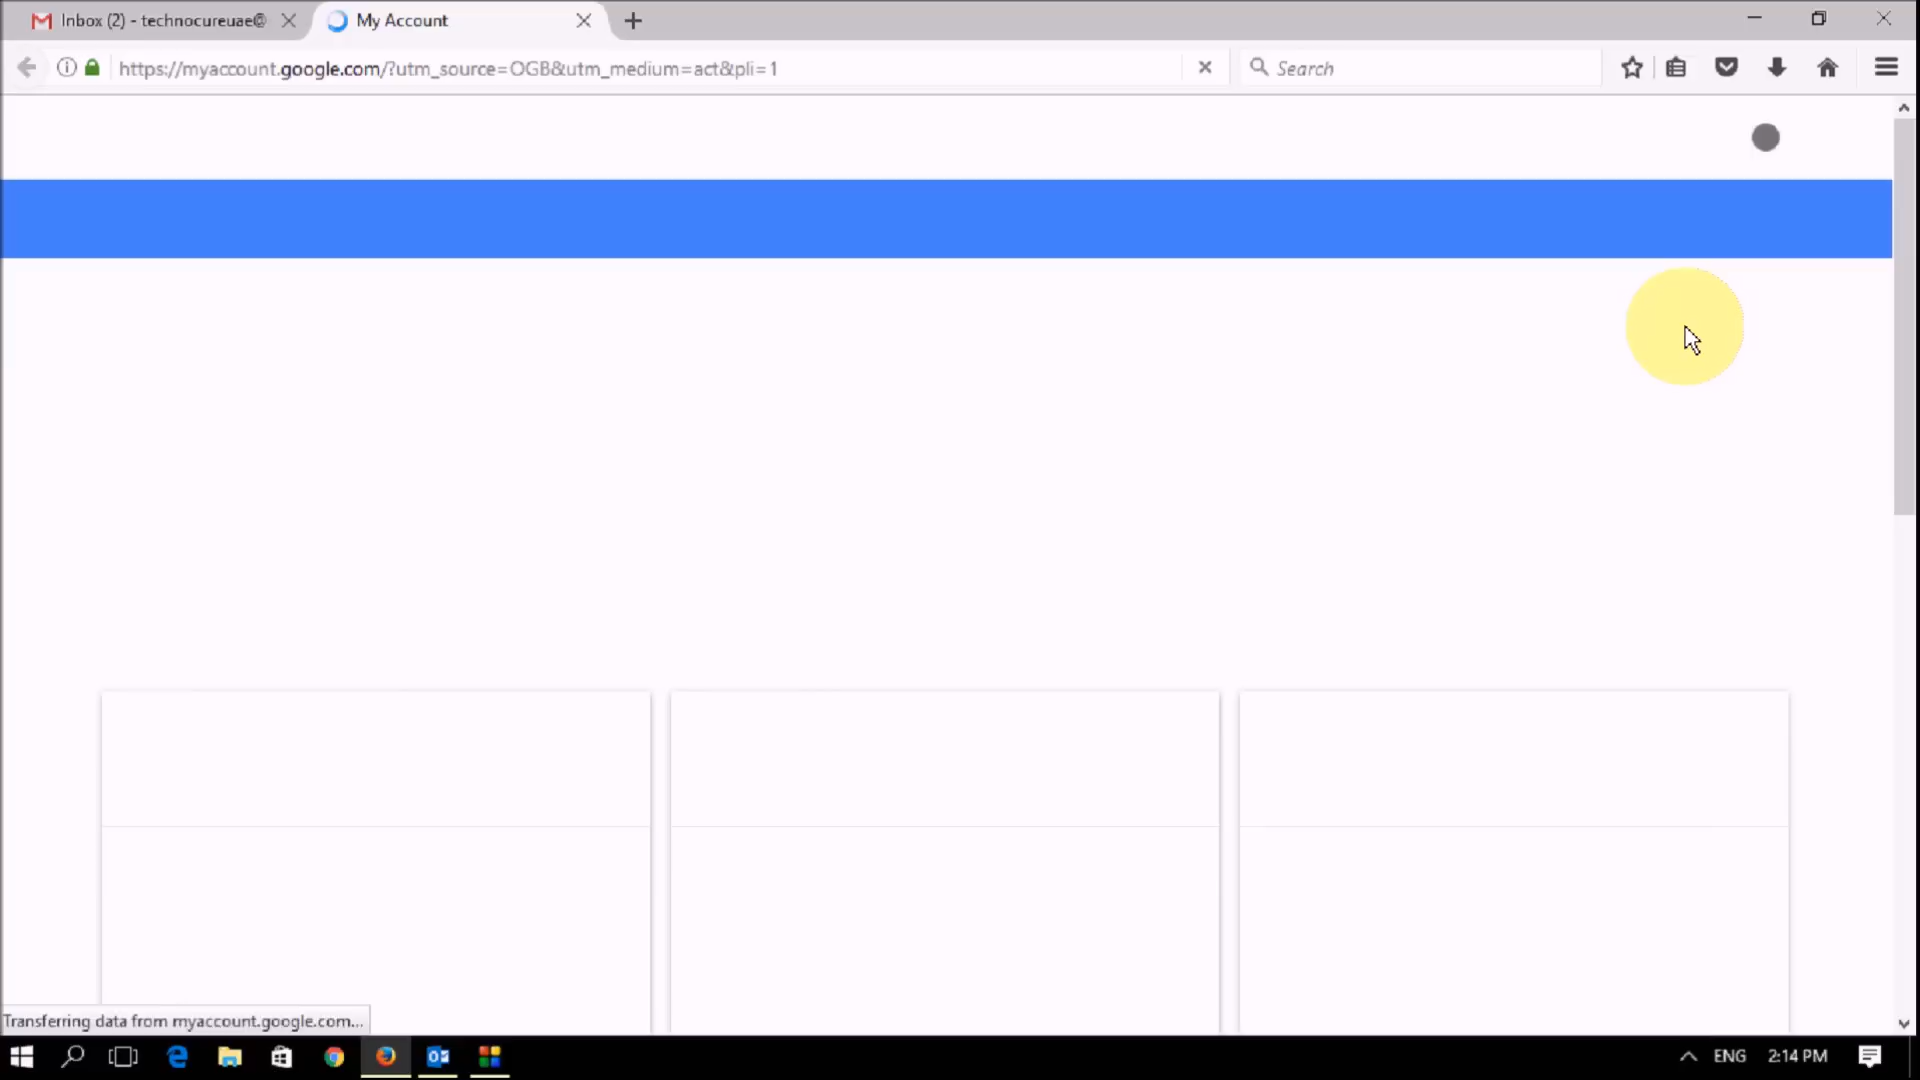 Inbox (2) - technocureuae@
My Account
https://myaccount.google.com/?utm_source=OGB&utm_medium=act&pli=1
Search
Transferring data from myaccount.google.com...
ENG
2:14 PM